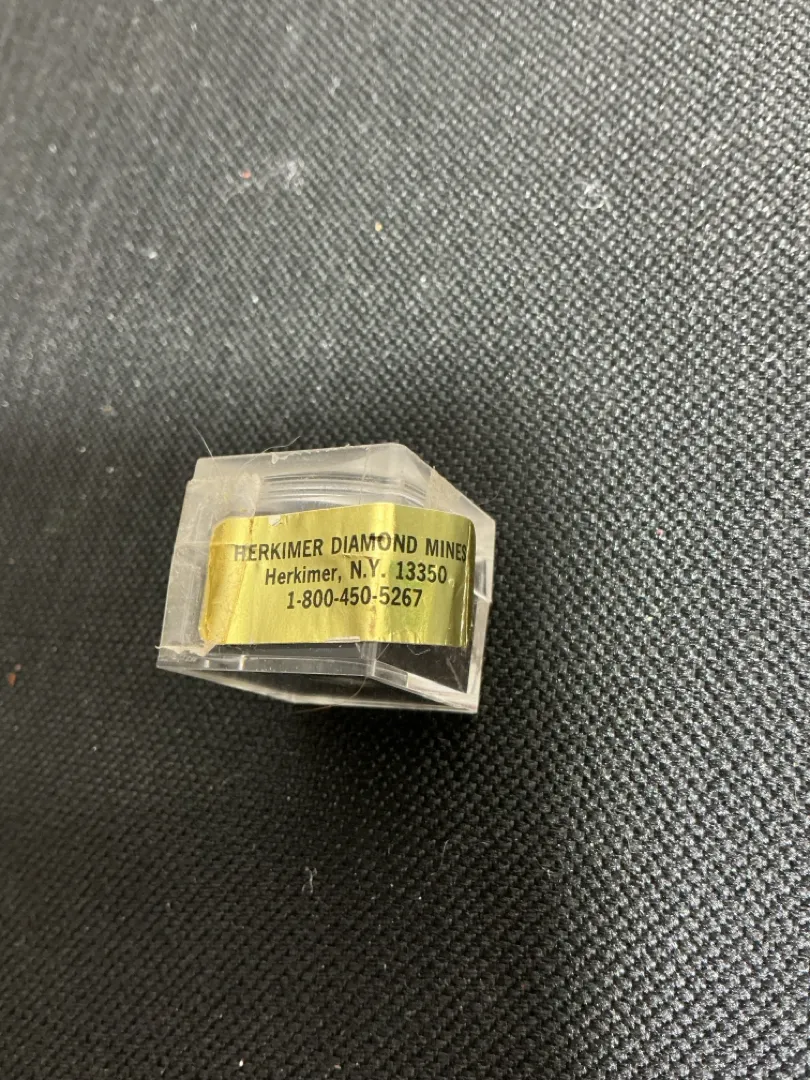 HERKIMER DIAMOND MINES
Herkimer, N.Y. 13350
1-800-450-5267